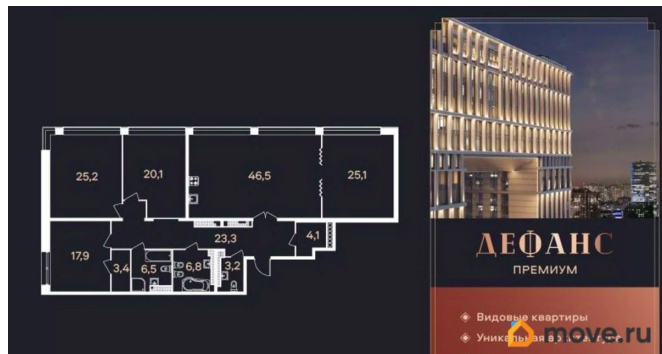 25,2
20,1
46,5
25,1
17,9
3,4
6,5
6,8
23,3
3,2
4,1
ДЕФАНС
ПРЕМИУМ
Видовые квартиры
Уникальная
move.ru